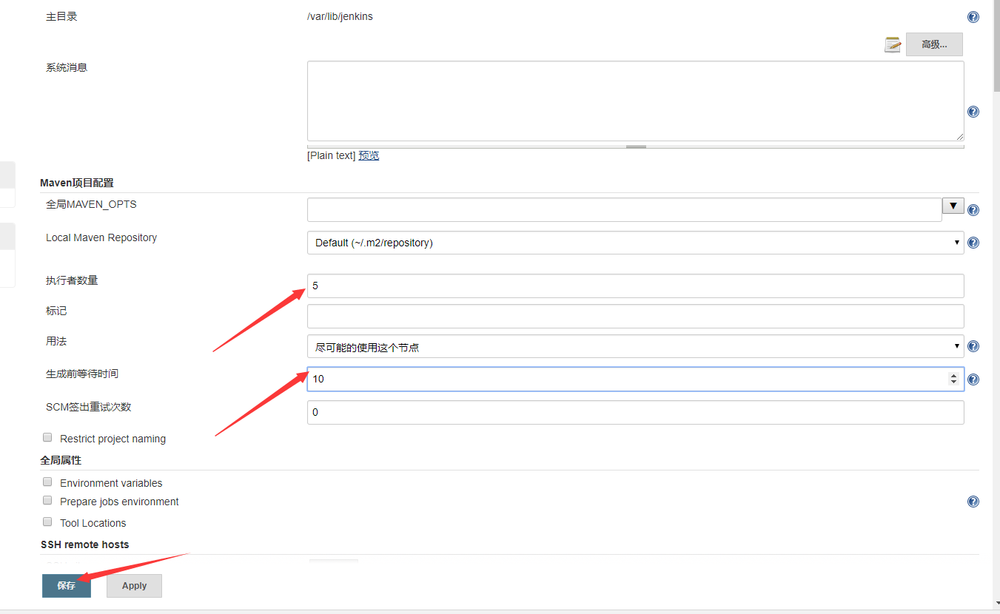 主目录 /var/lib/jenkins
高级...
系统消息
[Plain text] 预览
Maven项目配置
全局MAVEN_OPTS
Local Maven Repository Default (~/.m2/repository)
执行者数量 5
标记
用法 尽可能的使用这个节点
生成前等待时间 10
SCM签出重试次数 0
Restrict project naming
全局属性
Environment variables
Prepare jobs environment
Tool Locations
SSH remote hosts
保存 Apply